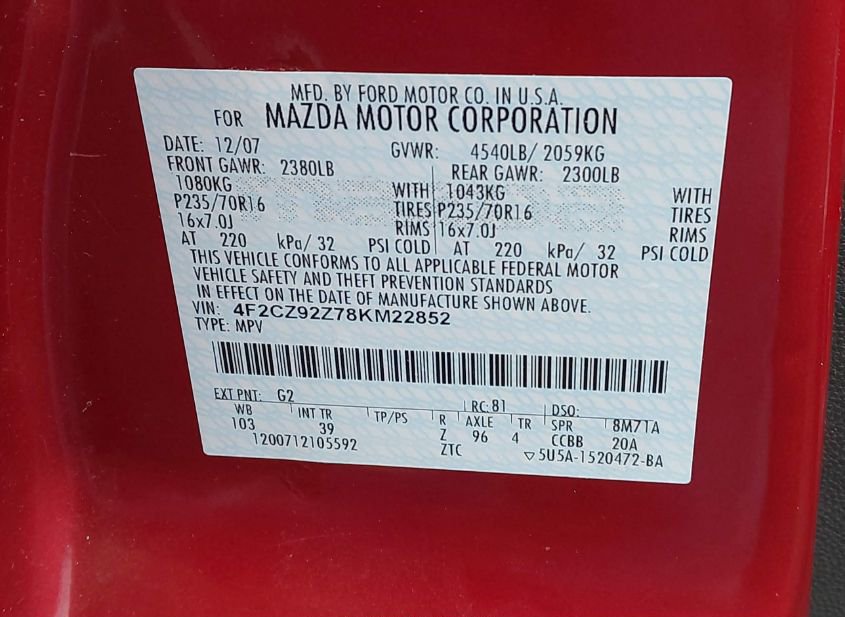 MFD. BY FORD MOTOR CO. IN U.S.A.
FOR MAZDA MOTOR CORPORATION
DATE: 12/07 GVWR: 4540LB/ 2059KG
FRONT GAWR: 2380LB REAR GAWR: 2300LB
1080KG WITH 1043KG WITH
P235/70R16 TIRES P235/70R16 TIRES
16x7.0J RIMS 16x7.0J RIMS
AT 220 kPa/ 32 PSI COLD AT 220 kPa/ 32 PSI COLD
THIS VEHICLE CONFORMS TO ALL APPLICABLE FEDERAL MOTOR
VEHICLE SAFETY AND THEFT PREVENTION STANDARDS
IN EFFECT ON THE DATE OF MANUFACTURE SHOWN ABOVE.
VIN: 4F2CZ92Z78KM22852
TYPE: MPV
EXT PNT: G2 RC: 81 DSO:
WB INT TR TP/PS R AXLE TR SPR 8M71A
103 39 Z 96 4 CCBB 20A
1200712105592 ZTC ▽5U5A-1520472-BA